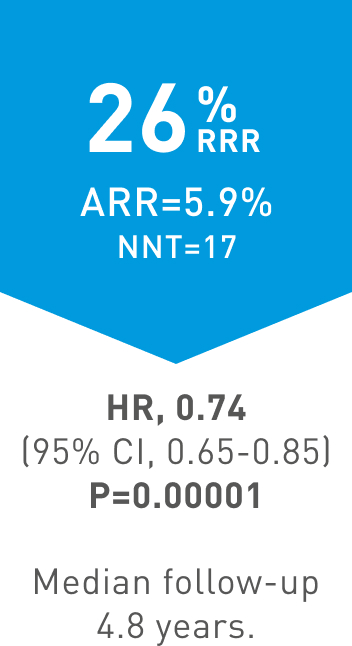 26% RRR
ARR=5.9%
NNT=17
HR, 0.74
(95% CI, 0.65-0.85)
P=0.00001
Median follow-up
4.8 years.